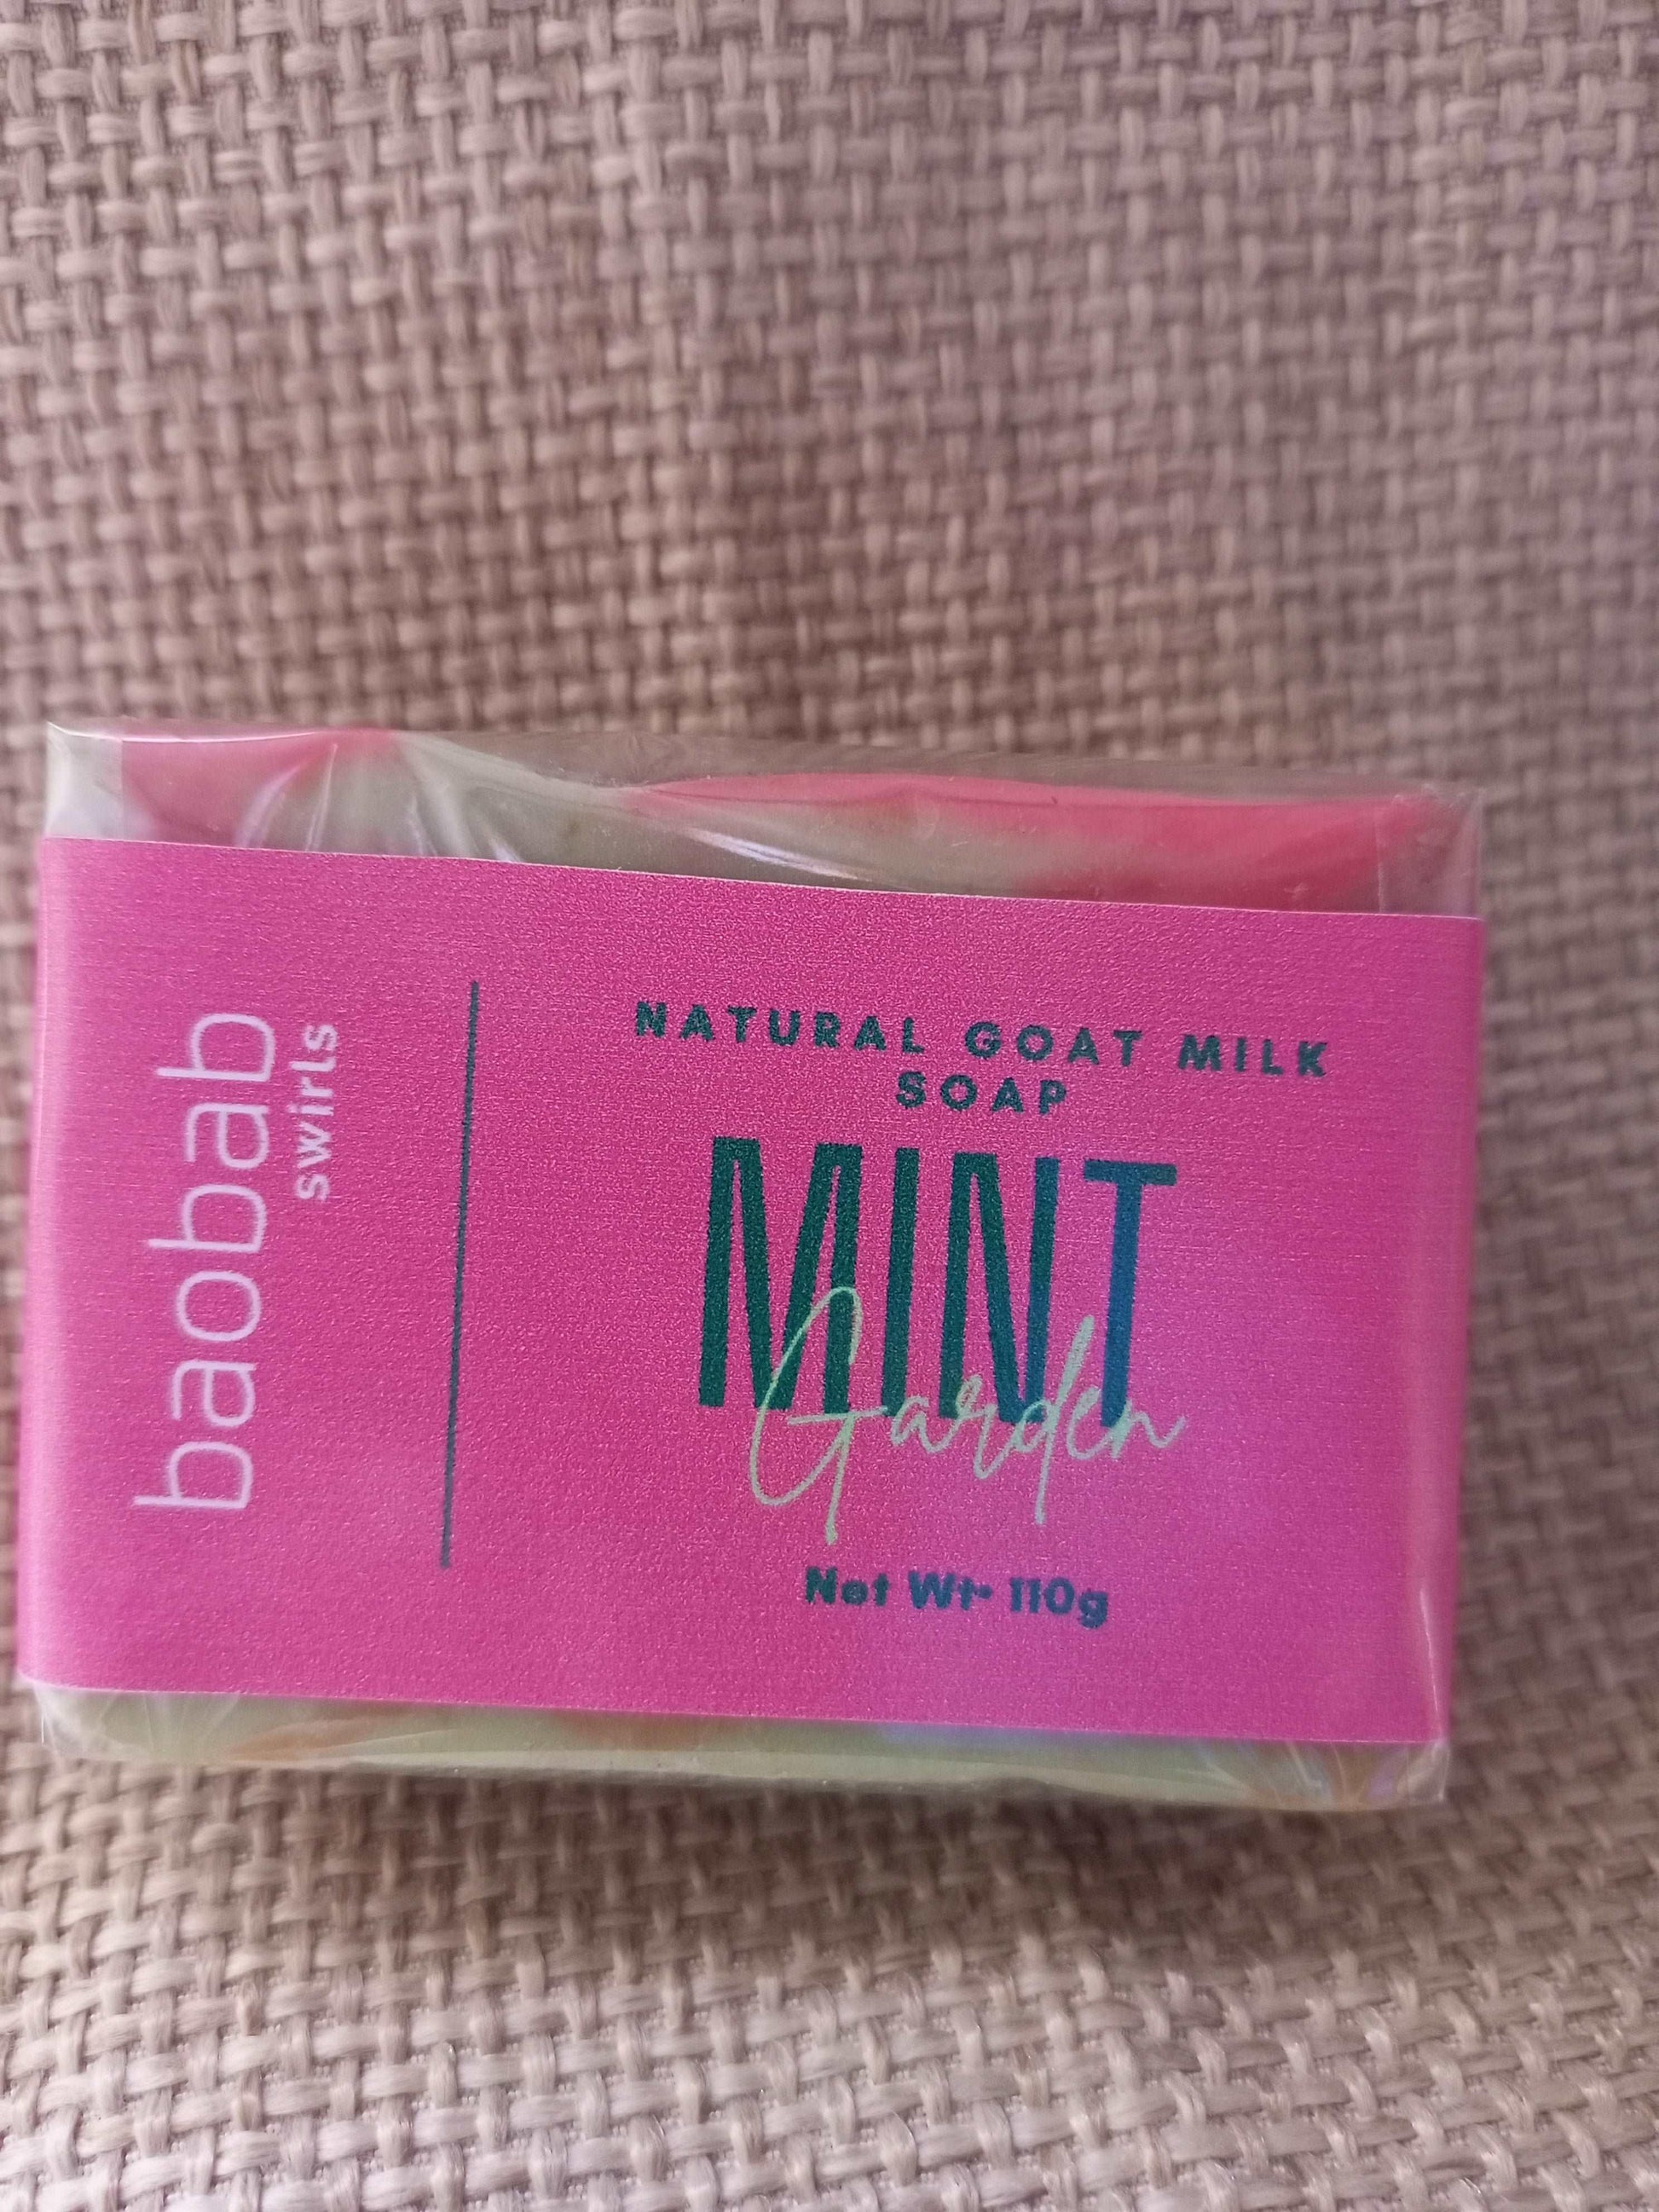 baobab
swirls
NATURAL GOAT MILK
SOAP
MINT
Garden
Net Wt. 110g